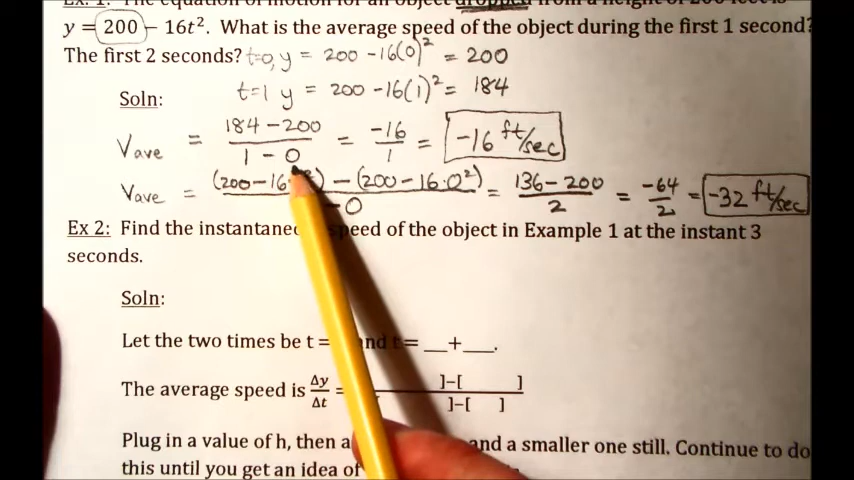 Ex. 1: The equation of motion for an object dropped from a height of 200 feet is
y = 200 – 16t². What is the average speed of the object during the first 1 second?
The first 2 seconds? t=0, y = 200 -16(0)² = 200
t=1 y = 200 -16(1)² = 184
Soln:
Vave = 184 - 200 / 1 - 0 = -16 / 1 = -16 ft/sec
Vave = (200 - 16· ) - (200 - 16·0²) / - 0 = 136 - 200 / 2 = -64 / 2 = -32 ft/sec
Ex 2: Find the speed of the object in Example 1 at the instant 3
seconds.
Soln:
Let the two times be t = and t = __+___.
The average speed is Δy / Δt = ]–[ ] / ]–[ ]
Plug in a value of h, then a and a smaller one still. Continue to do
this until you get an idea of